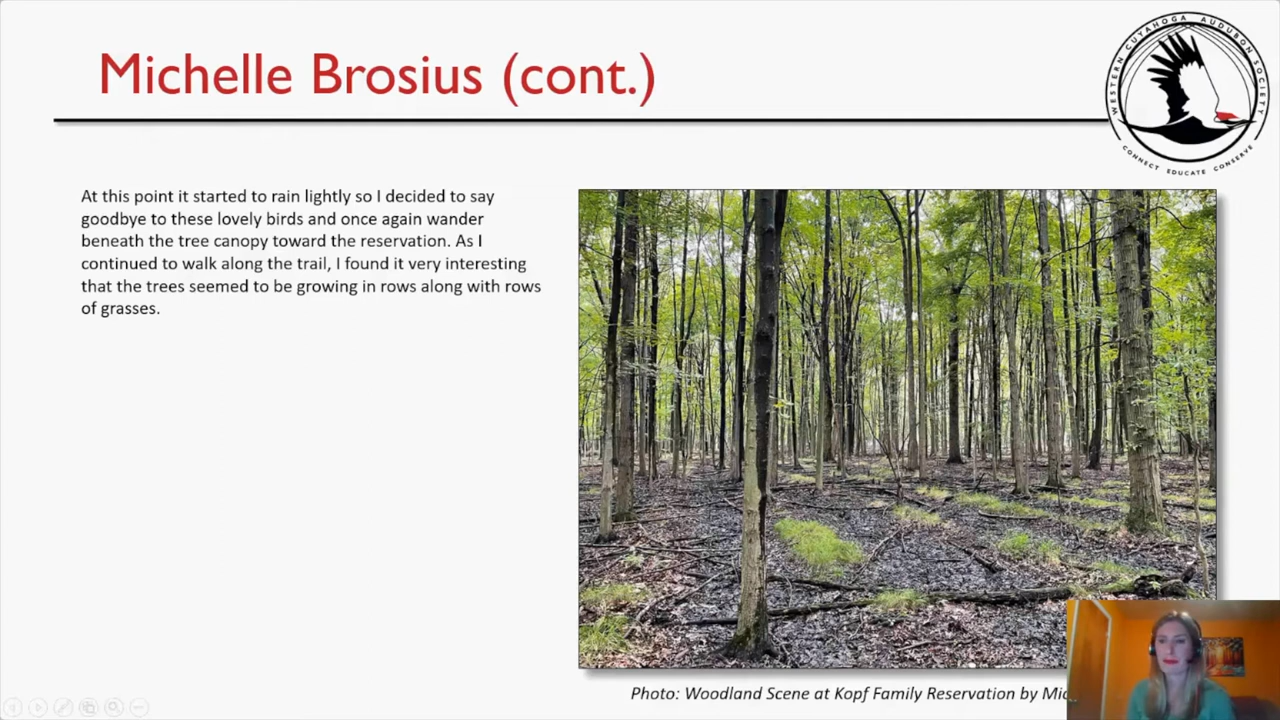 Michelle Brosius (cont.)
WESTERN CUYAHOGA AUDUBON SOCIETY
CONNECT EDUCATE CONSERVE
At this point it started to rain lightly so I decided to say
goodbye to these lovely birds and once again wander
beneath the tree canopy toward the reservation. As I
continued to walk along the trail, I found it very interesting
that the trees seemed to be growing in rows along with rows
of grasses.
Photo: Woodland Scene at Kopf Family Reservation by